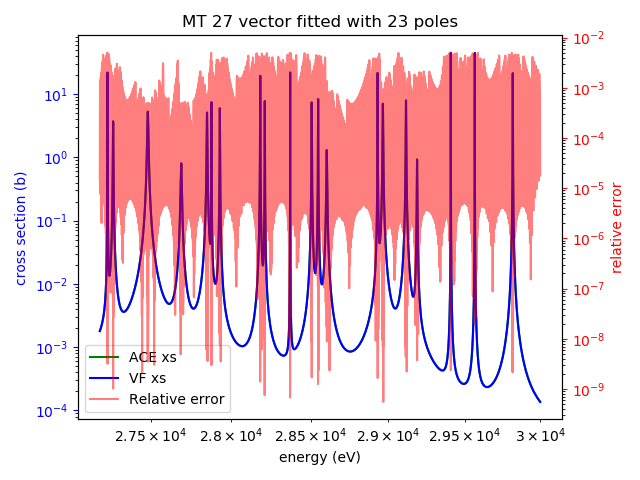 MT 27 vector fitted with 23 poles
cross section (b)
10¹
10⁰
10⁻¹
10⁻²
10⁻³
10⁻⁴
10⁻²
10⁻³
10⁻⁴
10⁻⁵
10⁻⁶
10⁻⁷
10⁻⁸
10⁻⁹
relative error
ACE xs
VF xs
Relative error
2.75 × 10⁴ 2.8 × 10⁴ 2.85 × 10⁴ 2.9 × 10⁴ 2.95 × 10⁴ 3 × 10⁴
energy (eV)